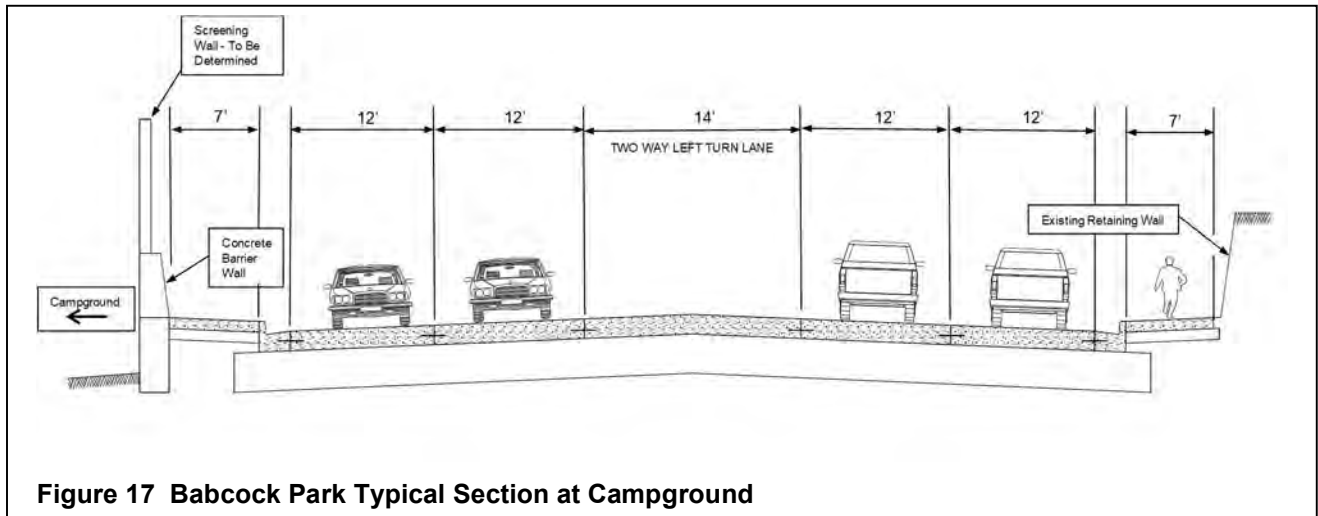 Screening
Wall - To Be
Determined
7'
12'
12'
14'
12'
12'
7'
TWO WAY LEFT TURN LANE
Existing Retaining Wall
Concrete
Barrier
Wall
Campground
Figure 17 Babcock Park Typical Section at Campground